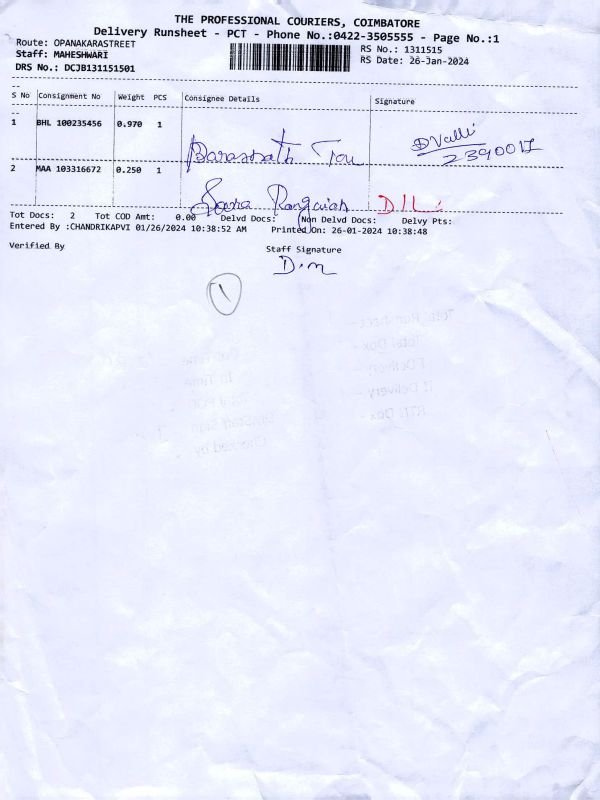 THE PROFESSIONAL COURIERS, COIMBATORE
Delivery Runsheet - PCT - Phone No.:0422-3505555 - Page No.:1
Route: OPANAKARASTREET
RS No.: 1311515
Staff: MAHESHWARI
RS Date: 26-Jan-2024
DRS No.: DCJB131151501
S No Consignment No Weight PCS Consignee Details Signature
1 BHL 100235456 0.970 1
DValli
2 MAA 103316672 0.250 1
Tot Docs: 2 Tot COD Amt: 0.00 Delvd Docs: Non Delvd Docs: Delvy Pts:
Entered By :CHANDRIKAPVI 01/26/2024 10:38:52 AM Printed On: 26-01-2024 10:38:48
Verified By Staff Signature
D.m
1